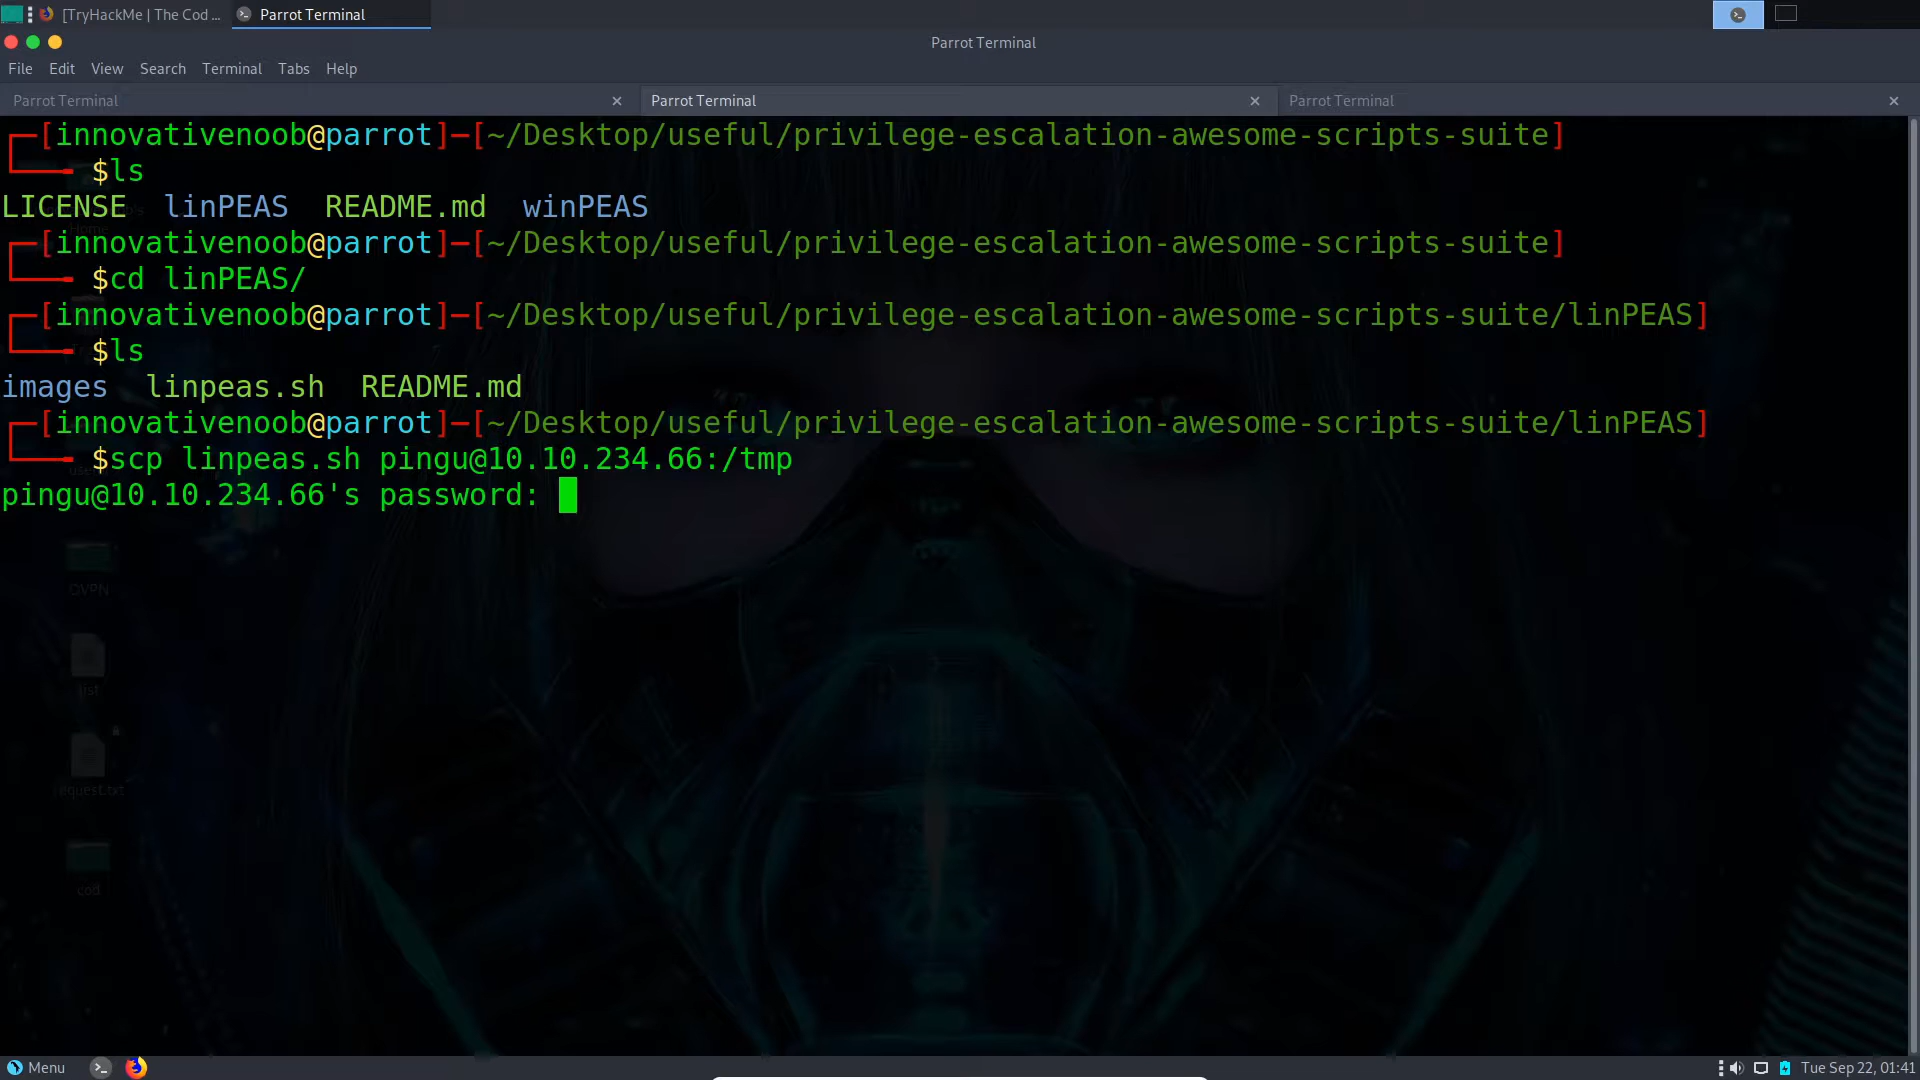 [TryHackMe | The Cod ...
Parrot Terminal
Parrot Terminal
File Edit View Search Terminal Tabs Help
Parrot Terminal × Parrot Terminal × Parrot Terminal ×
[innovativenoob@parrot]─[~/Desktop/useful/privilege-escalation-awesome-scripts-suite]
$ls
LICENSE linPEAS README.md winPEAS
[innovativenoob@parrot]─[~/Desktop/useful/privilege-escalation-awesome-scripts-suite]
$cd linPEAS/
[innovativenoob@parrot]─[~/Desktop/useful/privilege-escalation-awesome-scripts-suite/linPEAS]
$ls
images linpeas.sh README.md
[innovativenoob@parrot]─[~/Desktop/useful/privilege-escalation-awesome-scripts-suite/linPEAS]
$scp linpeas.sh pingu@10.10.234.66:/tmp
pingu@10.10.234.66's password:
OVPN
cod
Menu
Tue Sep 22, 01:41